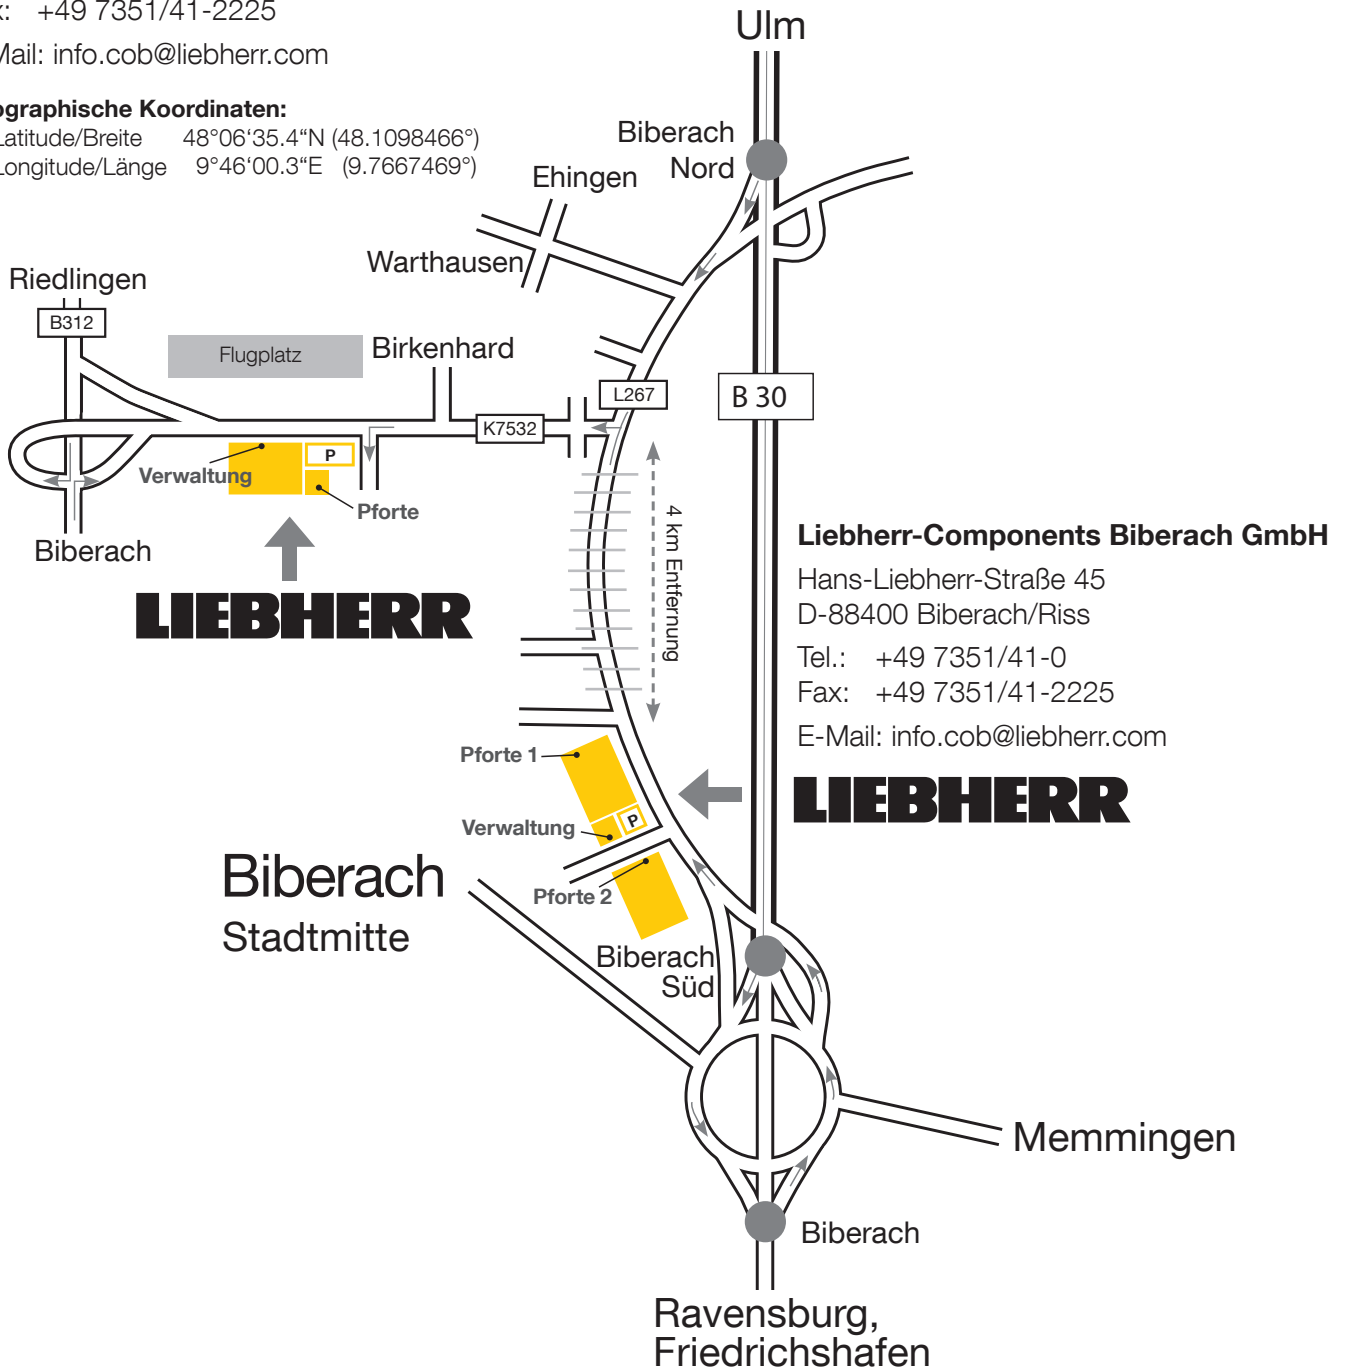 +49 7351/41-2225
Mail: info.cob@liebherr.com
ographische Koordinaten:
Latitude/Breite 48°06‘35.4“N (48.1098466°)
Longitude/Länge 9°46‘00.3“E (9.7667469°)
Ulm
Biberach
Nord
Ehingen
Warthausen
Riedlingen
B312
Flugplatz
Birkenhard
L267
B 30
K7532
P
Verwaltung
Pforte
Biberach
LIEBHERR
4 km Entfernung
Liebherr-Components Biberach GmbH
Hans-Liebherr-Straße 45
D-88400 Biberach/Riss
Tel.: +49 7351/41-0
Fax: +49 7351/41-2225
E-Mail: info.cob@liebherr.com
LIEBHERR
Pforte 1
P
Verwaltung
Pforte 2
Biberach
Stadtmitte
Biberach
Süd
Memmingen
Biberach
Ravensburg,
Friedrichshafen